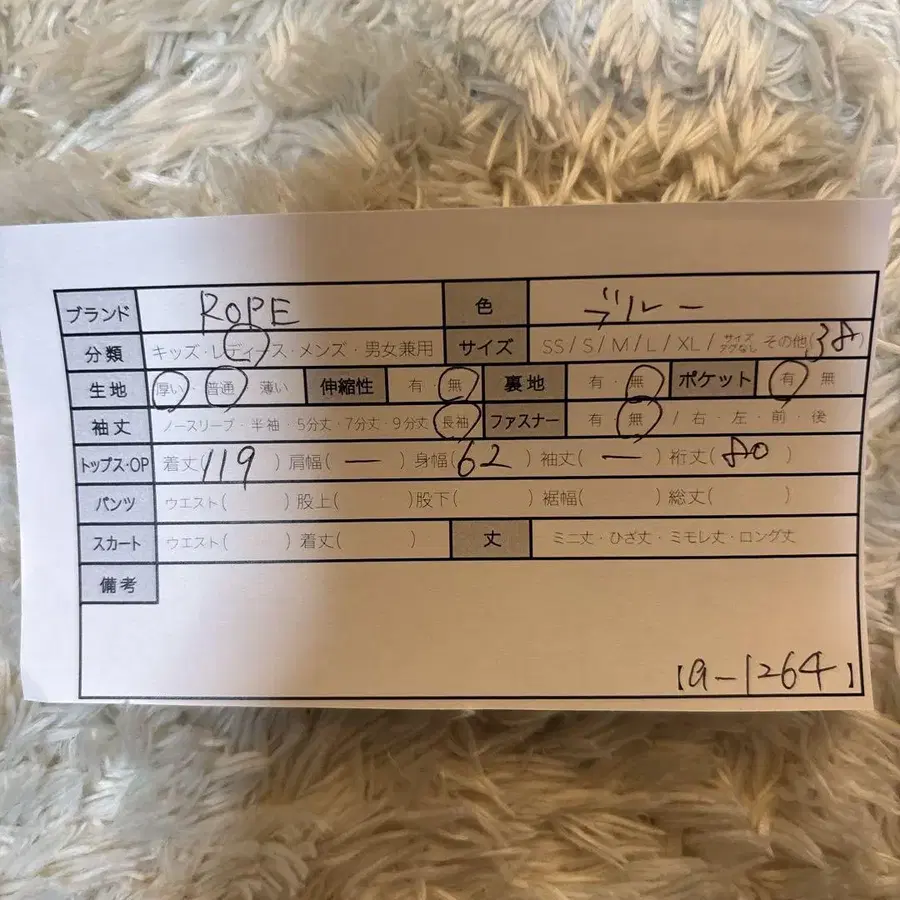 ブランド ROPE 色 ブルー
分類 キッズ・レディース・メンズ・男女兼用 サイズ SS/S/M/L/XL/サイズタグなし その他(38)
生地 厚い・普通・薄い 伸縮性 有・無 裏地 有・無 ポケット 有・無
袖丈 ノースリーブ・半袖・5分丈・7分丈・9分丈・長袖 ファスナー 有・無 / 右・左・前・後
トップス・OP 着丈(119)肩幅(ー)身幅(62)袖丈(ー)裄丈(80)
パンツ ウエスト( )股上( )股下( )裾幅( )総丈( )
スカート ウエスト( )着丈( ) 丈 ミニ丈・ひざ丈・ミモレ丈・ロング丈
備考
【9-1264】